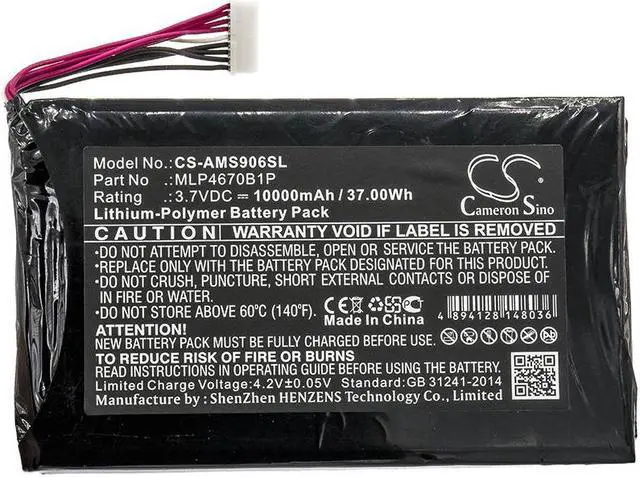 Model No.: CS-AMS906SL
Part No : MLP4670B1P
Rating : 3.7VDC ⎓ 10000mAh / 37.00Wh
Lithium-Polymer Battery Pack
CS
Cameron Sino
CAUTION WARRANTY VOID IF LABEL IS REMOVED
•DO NOT ATTEMPT TO DISASSEMBLE, OPEN OR SERVICE BATTERY PACK.
•REPLACE ONLY WITH THE BATTERY PACK DESIGNATED FOR THIS PRODUCT.
•DO NOT CRUSH, PUNCTURE, SHORT EXTERNAL CONTACTS OR DISPOSE OF
IN FIRE OR WATER.
•DO NOT STORE ABOVE 60℃ (140℉).
CE
Made In China
4 894128 148036
ATTENTION!
NEW BATTERY PACK MUST BE FULLY CHARGED BEFORE INITIAL USE.
TO REDUCE RISK OF FIRE OR BURNS
READ INSTRUCTIONS CAREFULLY BEFORE USING THIS BATTERY.
Limited Charge Voltage:4.2V±0.05V Standard:GB 31241-2014
Manufacture by : ShenZhen HENZENS Technology Co., Limited